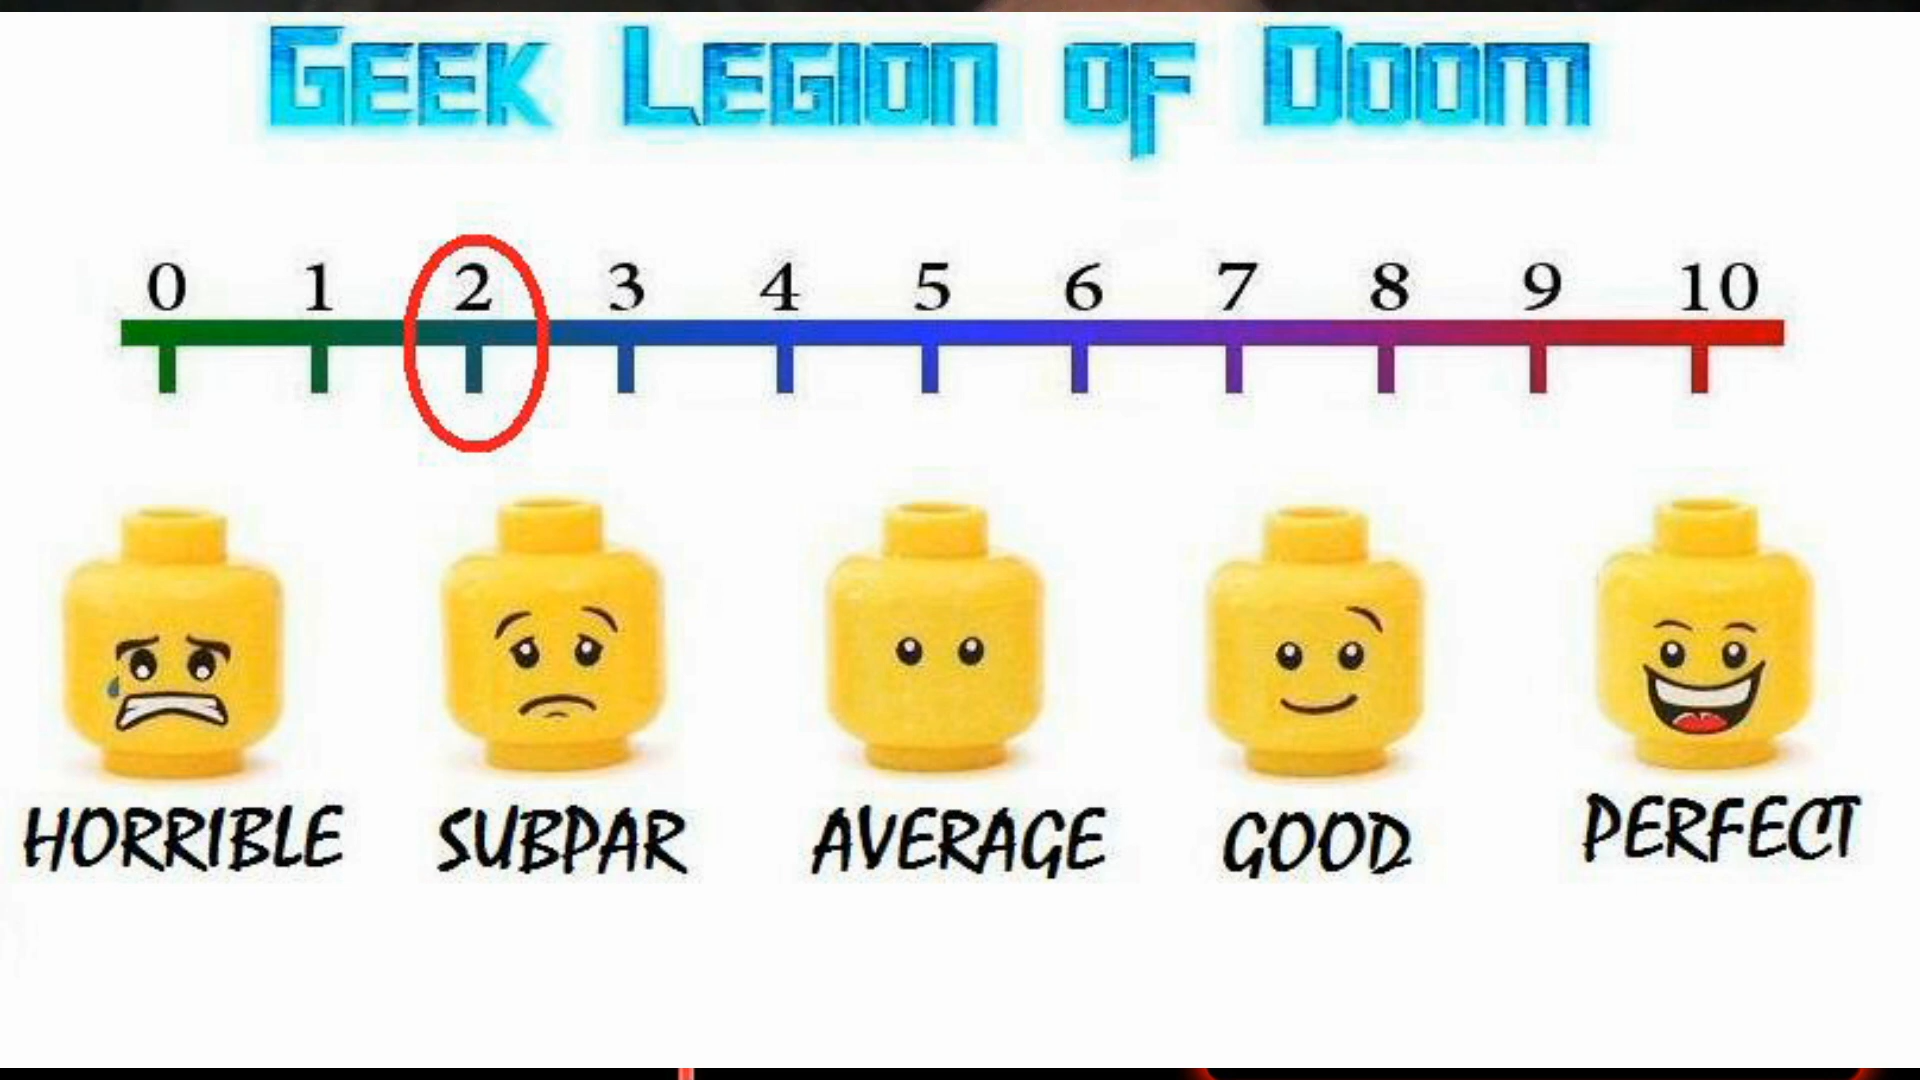 GEEK LEGION OF DOOM
0 1 2 3 4 5 6 7 8 9 10
HORRIBLE SUBPAR AVERAGE GOOD PERFECT